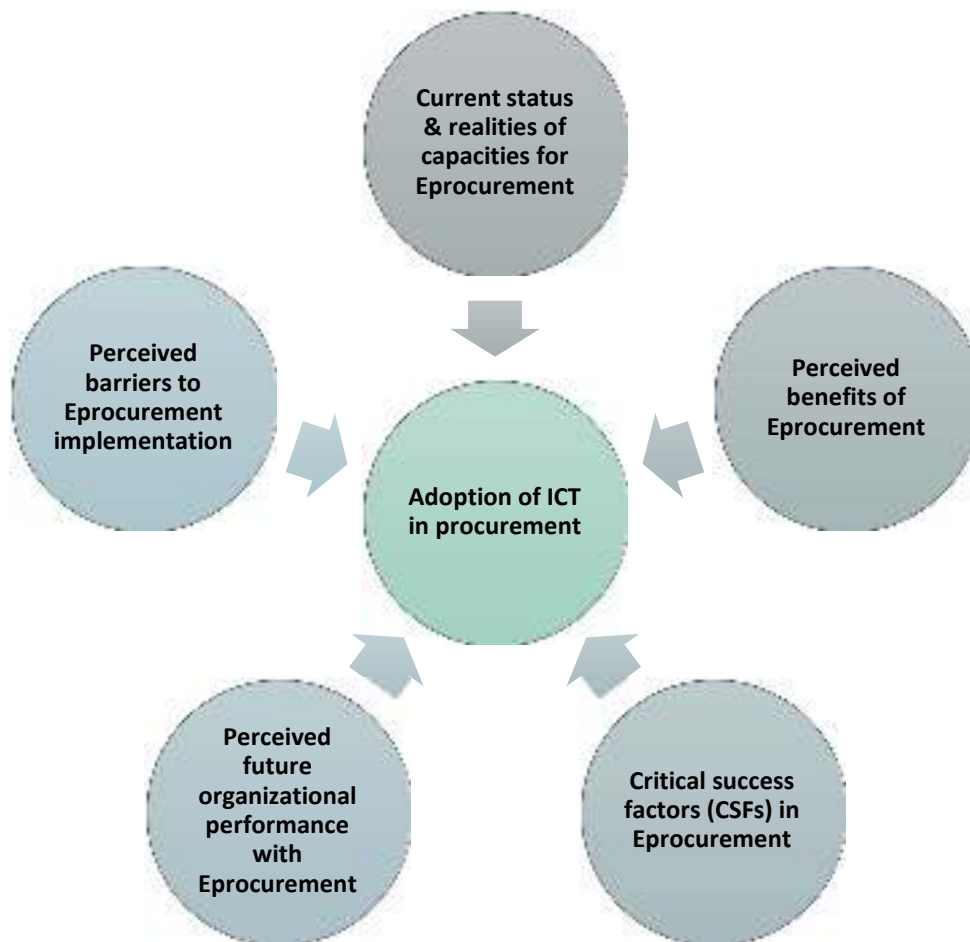 Current status
& realities of
capacities for
Eprocurement
Perceived
barriers to
Eprocurement
implementation
Perceived
benefits of
Eprocurement
Adoption of ICT
in procurement
Perceived
future
organizational
performance
with
Eprocurement
Critical success
factors (CSFs) in
Eprocurement